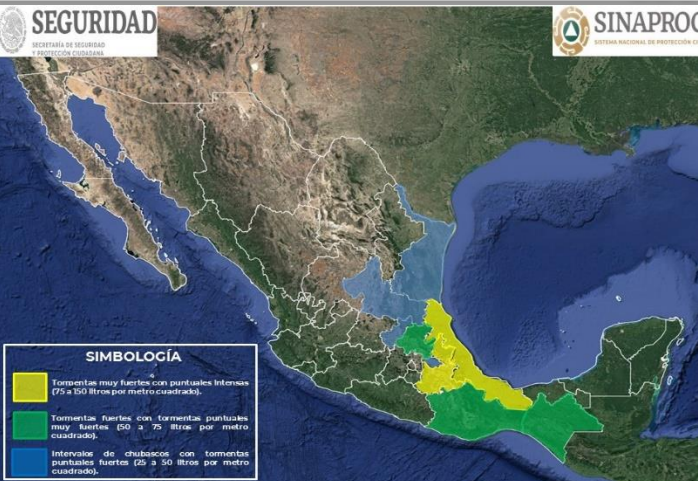 SEGURIDAD
SECRETARÍA DE SEGURIDAD
Y PROTECCIÓN CIUDADANA
SINAPROC
SISTEMA NACIONAL DE PROTECCIÓN CI
SIMBOLOGÍA
Tormentas muy fuertes con puntuales Intensas
(75 a 150 litros por metro cuadrado).
Tormentas fuertes con tormentas puntuales
muy fuertes (50 a 75 litros por metro
cuadrado).
Intervalos de chubascos con tormentas
puntuales fuertes (25 a 50 litros por metro
cuadrado).